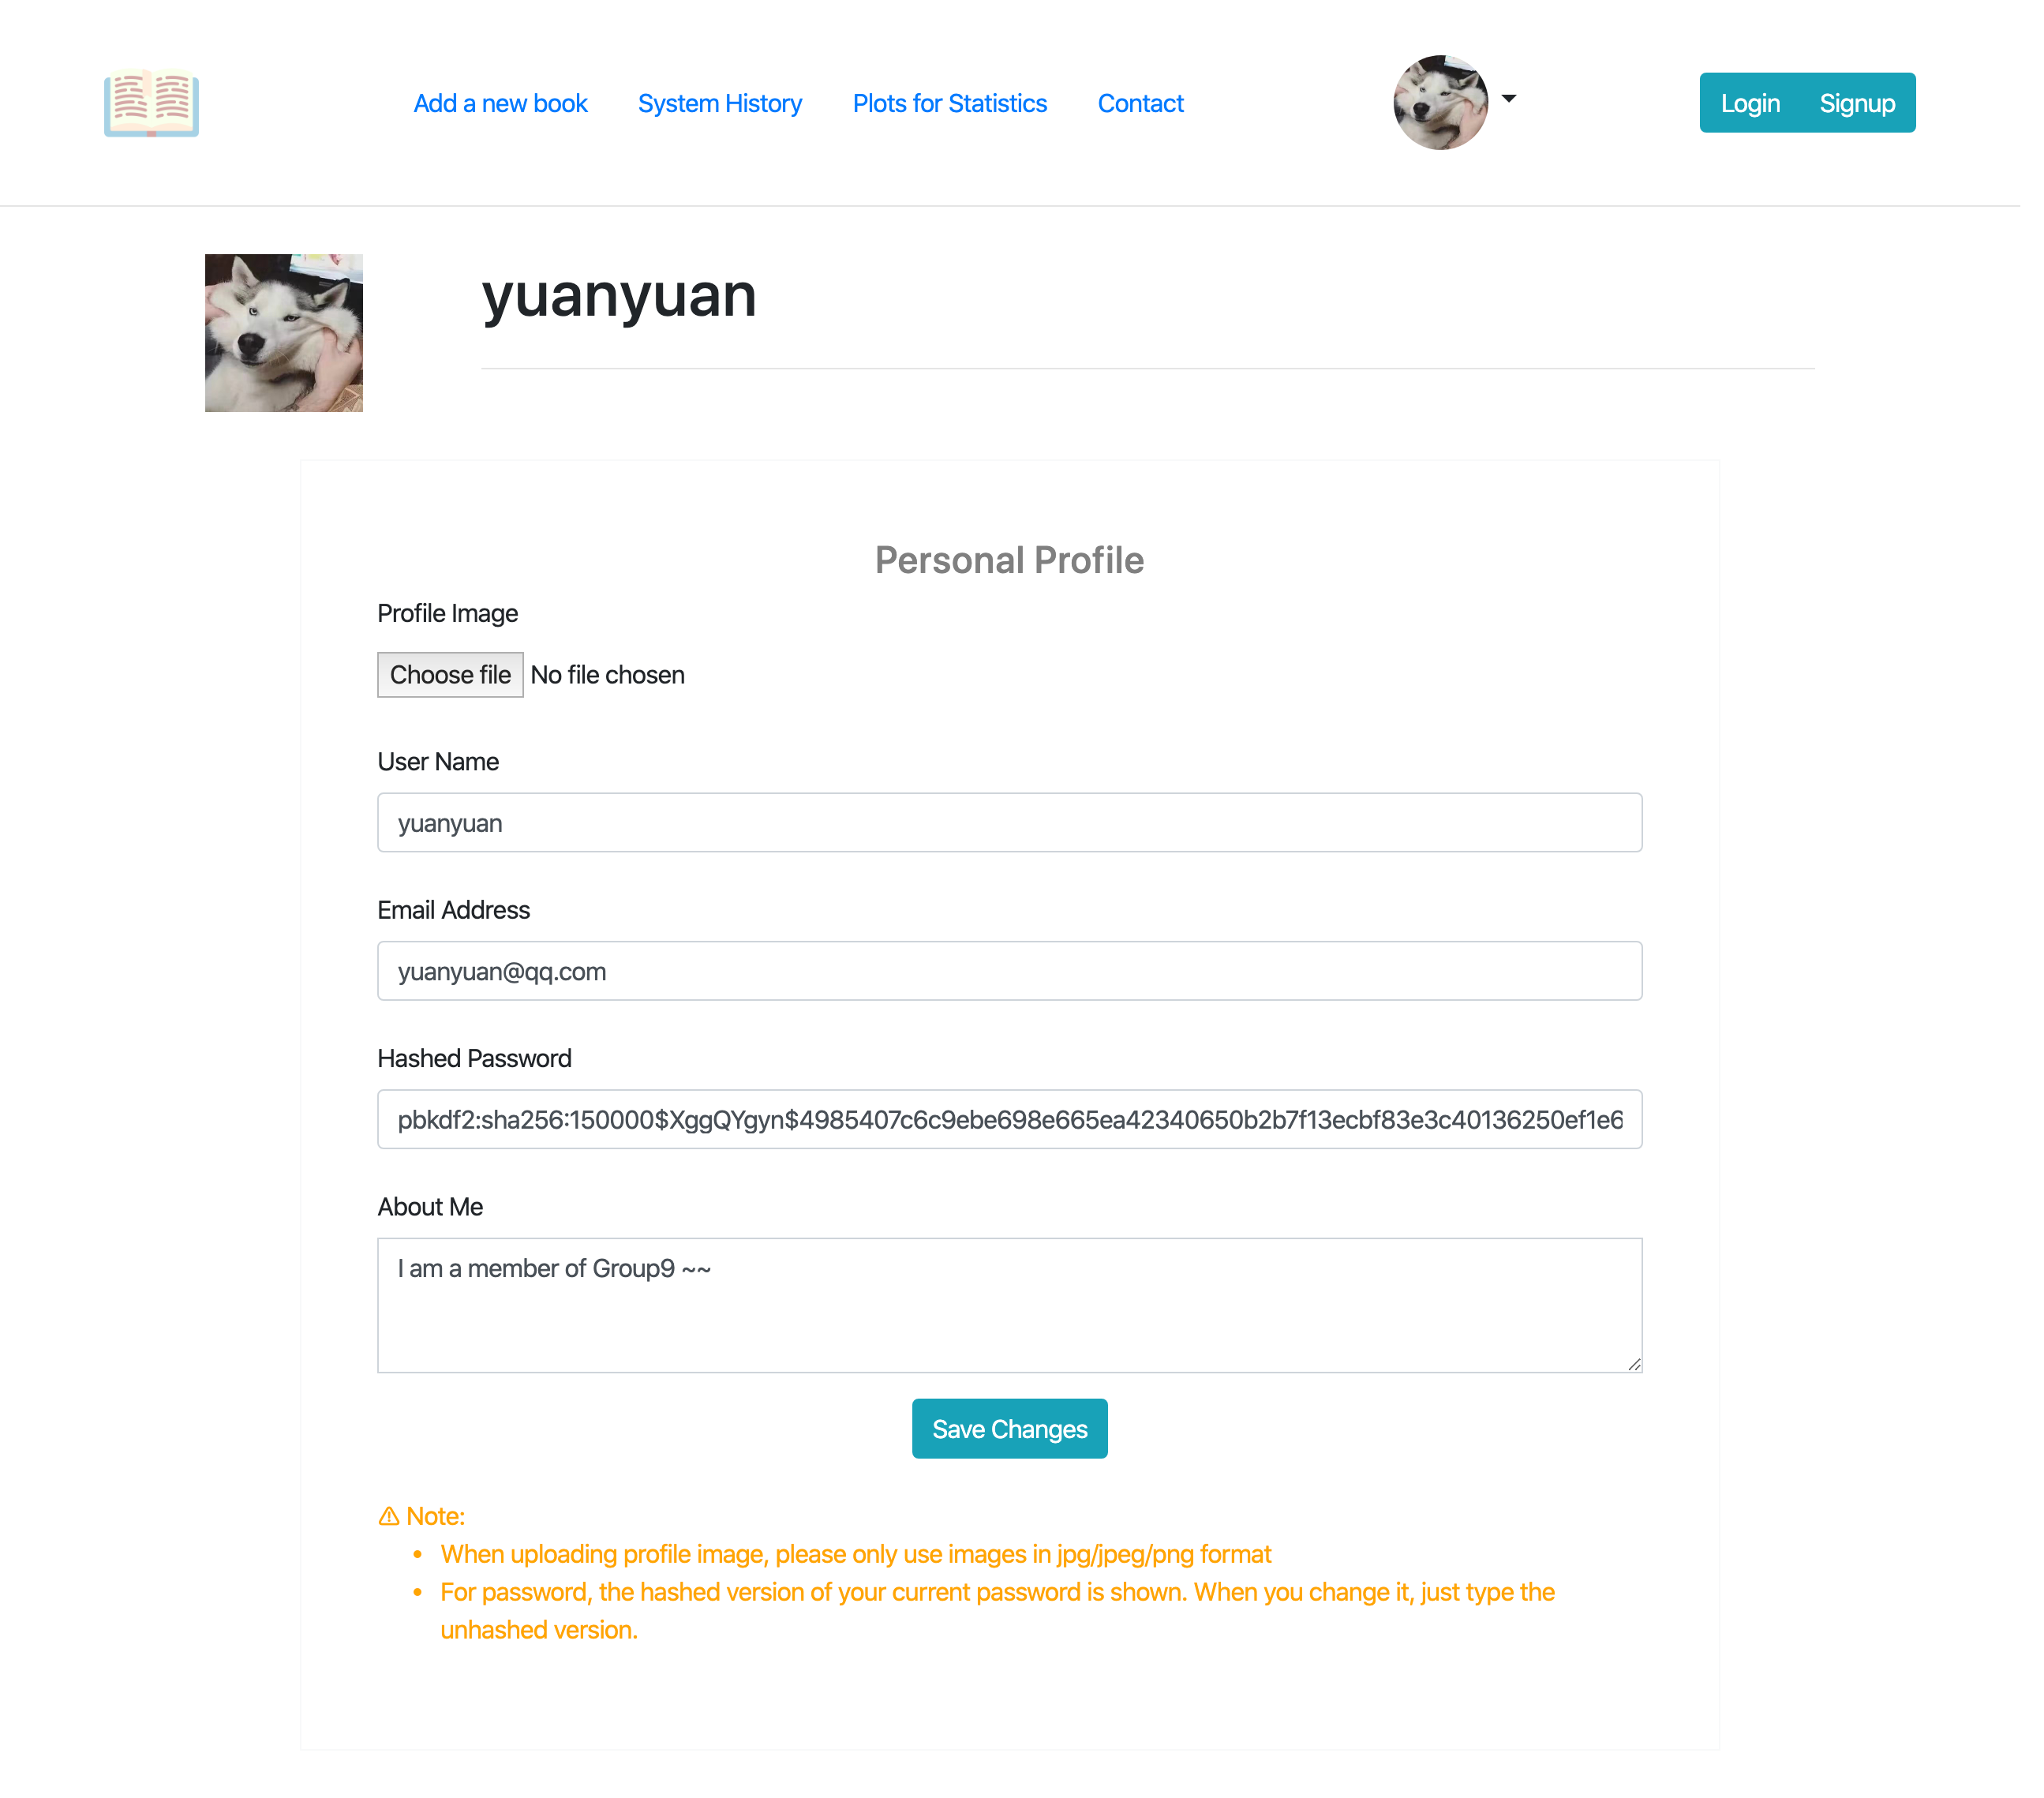 Add a new book System History Plots for Statistics Contact Login Signup
yuanyuan
Personal Profile
Profile Image
Choose file No file chosen
User Name
yuanyuan
Email Address
yuanyuan@qq.com
Hashed Password
pbkdf2:sha256:150000$XggQYgyn$4985407c6c9ebe698e665ea42340650b2b7f13ecbf83e3c40136250ef1e6
About Me
I am a member of Group9 ~~
Save Changes
Note:
• When uploading profile image, please only use images in jpg/jpeg/png format
• For password, the hashed version of your current password is shown. When you change it, just type the
unhashed version.